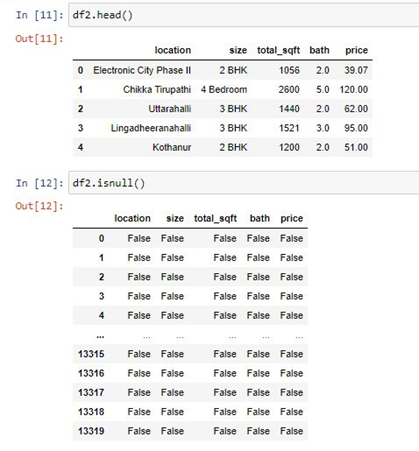 In [11]: df2.head()
Out[11]:
location size total_sqft bath price
0 Electronic City Phase II 2 BHK 1056 2.0 39.07
1 Chikka Tirupathi 4 Bedroom 2600 5.0 120.00
2 Uttarahalli 3 BHK 1440 2.0 62.00
3 Lingadheeranahalli 3 BHK 1521 3.0 95.00
4 Kothanur 2 BHK 1200 2.0 51.00
In [12]: df2.isnull()
Out[12]:
location size total_sqft bath price
0 False False False False False
1 False False False False False
2 False False False False False
3 False False False False False
4 False False False False False
... ... ... ... ... ...
13315 False False False False False
13316 False False False False False
13317 False False False False False
13318 False False False False False
13319 False False False False False